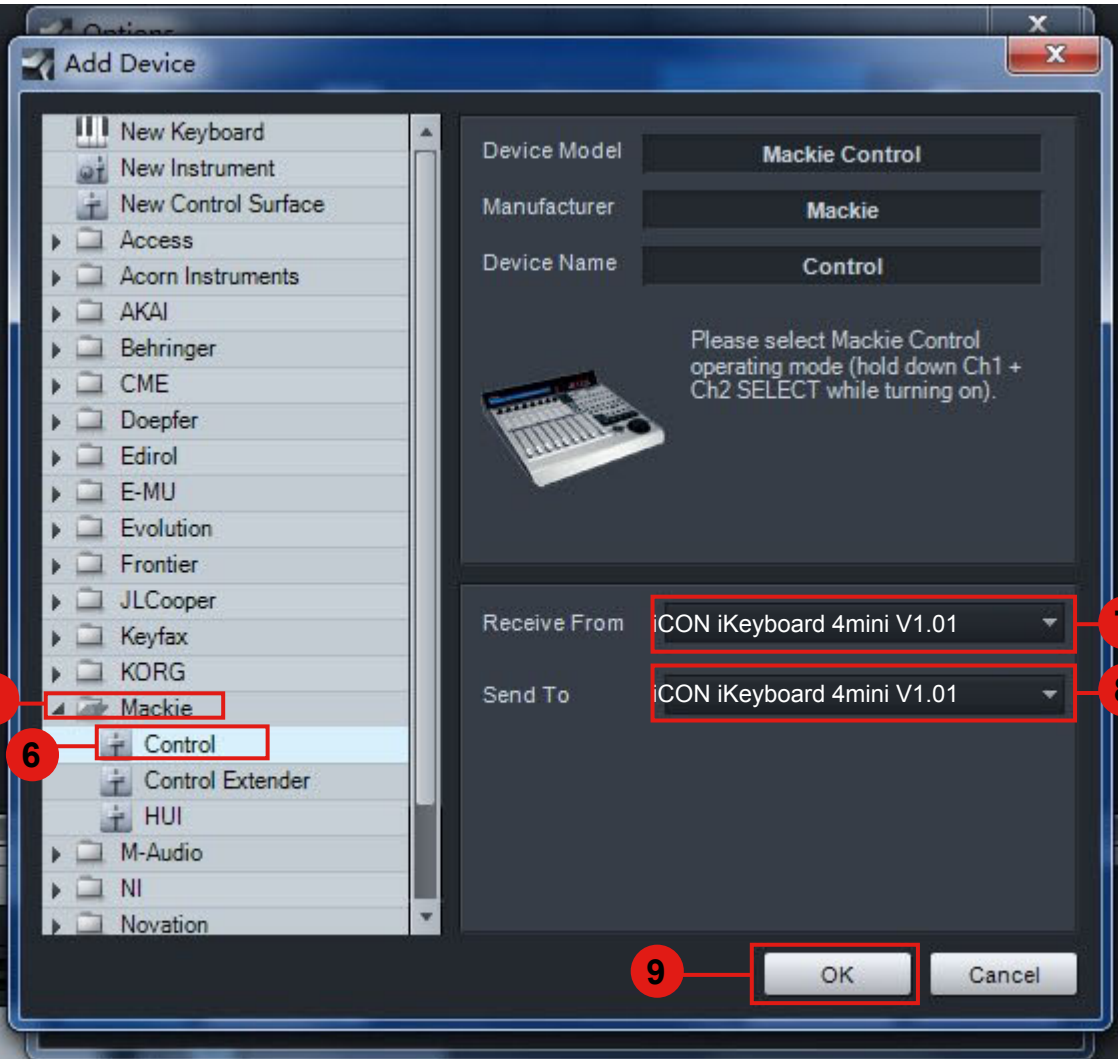 Options
Add Device
New Keyboard
New Instrument
New Control Surface
Access
Acorn Instruments
AKAI
Behringer
CME
Doepfer
Edirol
E-MU
Evolution
Frontier
JLCooper
Keyfax
KORG
Mackie
6
Control
Control Extender
HUI
M-Audio
NI
Novation
Device Model
Mackie Control
Manufacturer
Mackie
Device Name
Control
Please select Mackie Control
operating mode (hold down Ch1 +
Ch2 SELECT while turning on).
Receive From
iCON iKeyboard 4mini V1.01
Send To
iCON iKeyboard 4mini V1.01
8
9
OK
Cancel